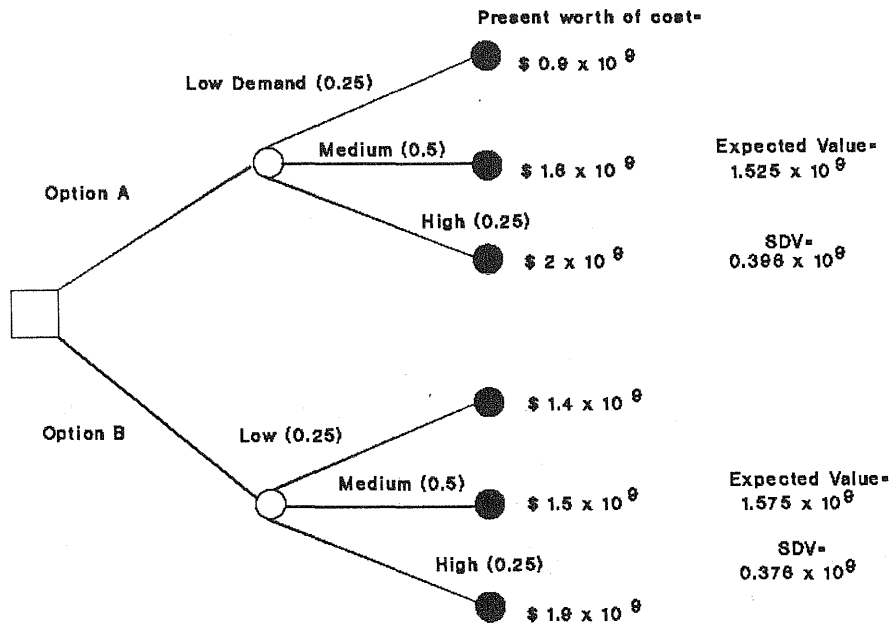 Present worth of cost=
Low Demand (0.25)
$ 0.9 x 10 9
Medium (0.5)
$ 1.6 x 10 9
Expected Value=
1.525 x 10 9
Option A
High (0.25)
$ 2 x 10 9
SDV=
0.396 x 10 9
Option B
Low (0.25)
$ 1.4 x 10 9
Medium (0.5)
$ 1.5 x 10 9
Expected Value=
1.575 x 10 9
High (0.25)
$ 1.9 x 10 9
SDV=
0.376 x 10 9